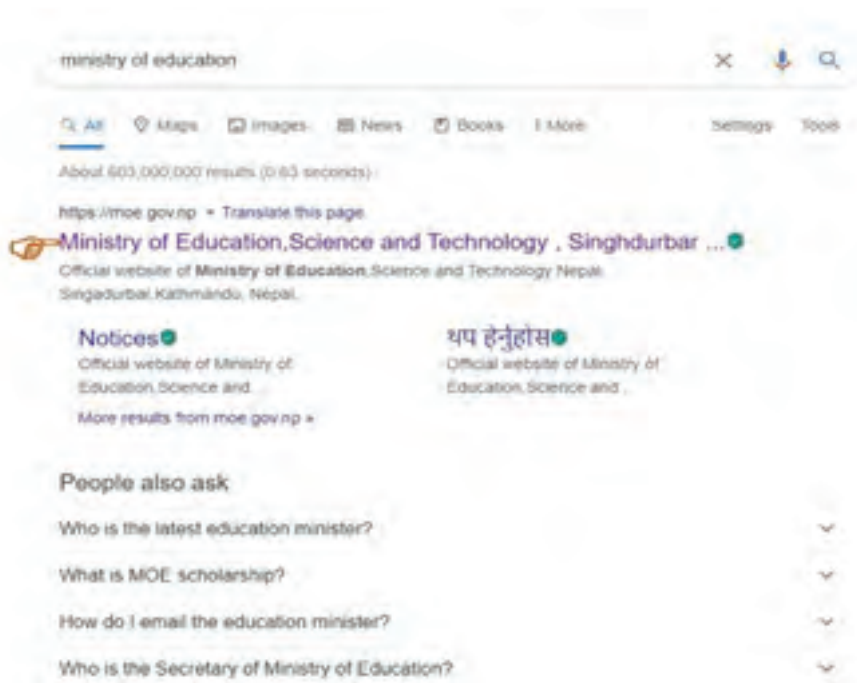 ministry of education
All Maps Images News Books More Settings Tools
About 603,000,000 results (0.63 seconds)
https://moe.gov.np Translate this page
Ministry of Education,Science and Technology , Singhdurbar ...
Official website of Ministry of Education,Science and Technology Nepal.
Singadurbar,Kathmandu, Nepal.
Notices थप हेर्नुहोस
Official website of Ministry of Official website of Ministry of
Education,Science and Education,Science and
More results from moe.gov.np »
People also ask
Who is the latest education minister?
What is MOE scholarship?
How do I email the education minister?
Who is the Secretary of Ministry of Education?